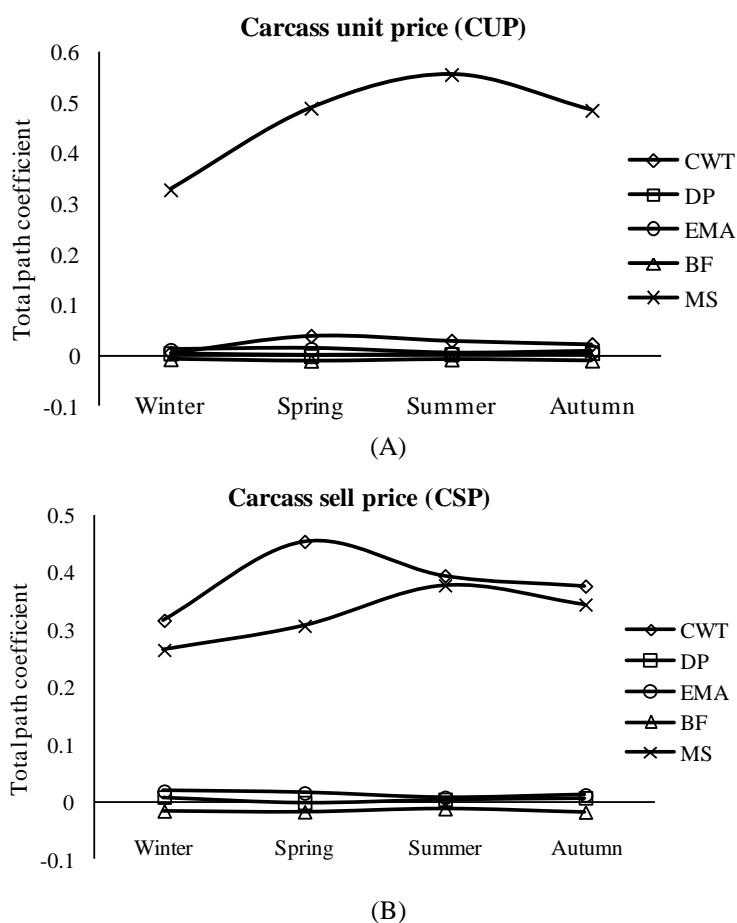 Carcass unit price (CUP)
0.6
0.5
0.4
0.3
0.2
0.1
0
-0.1
Total path coefficient
Winter Spring Summer Autumn
CWT
DP
EMA
BF
MS
(A)
Carcass sell price (CSP)
0.5
0.4
0.3
0.2
0.1
0
-0.1
Total path coefficient
Winter Spring Summer Autumn
CWT
DP
EMA
BF
MS
(B)